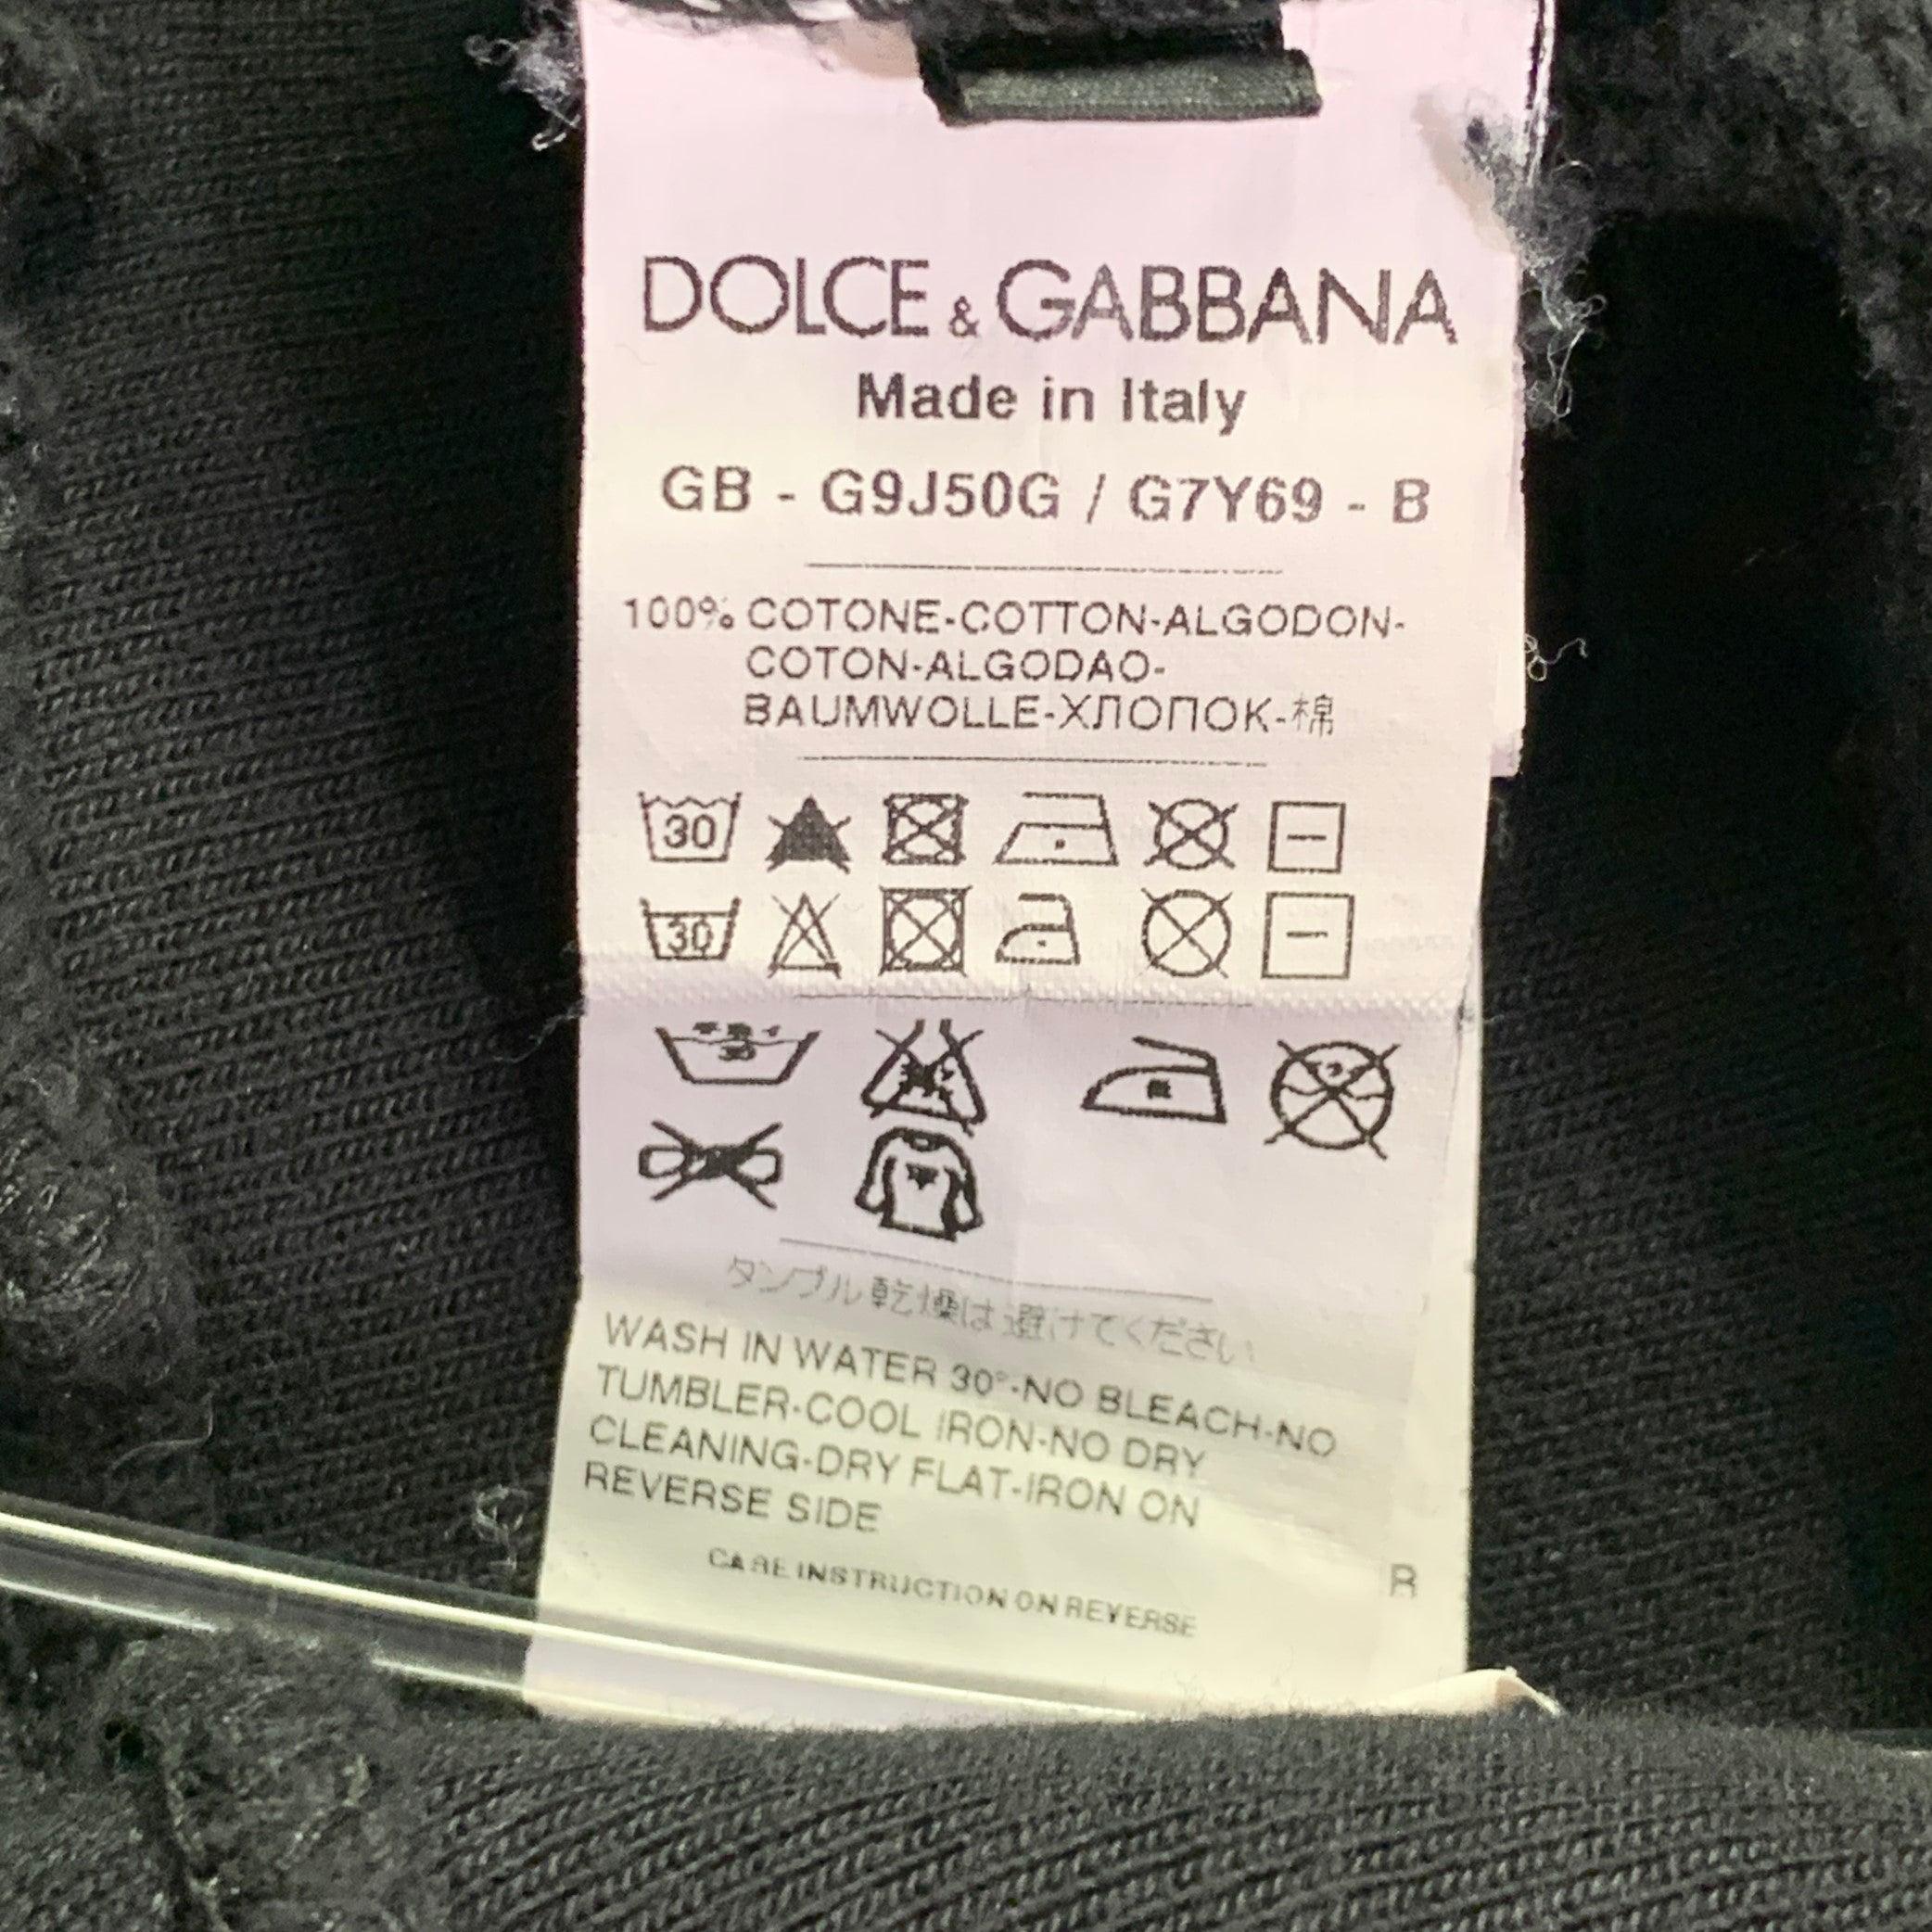 DOLCE & GABBANA
Made in Italy
GB - G9J50G / G7Y69 - B
100% COTONE-COTTON-ALGODON-
COTON-ALGODAO-
BAUMWOLLE-ХЛОПОК-棉
30
30
30
タンブル乾燥は避けてください
WASH IN WATER 30°-NO BLEACH-NO
TUMBLER-COOL IRON-NO DRY
CLEANING-DRY FLAT-IRON ON
REVERSE SIDE
CARE INSTRUCTION ON REVERSE
R